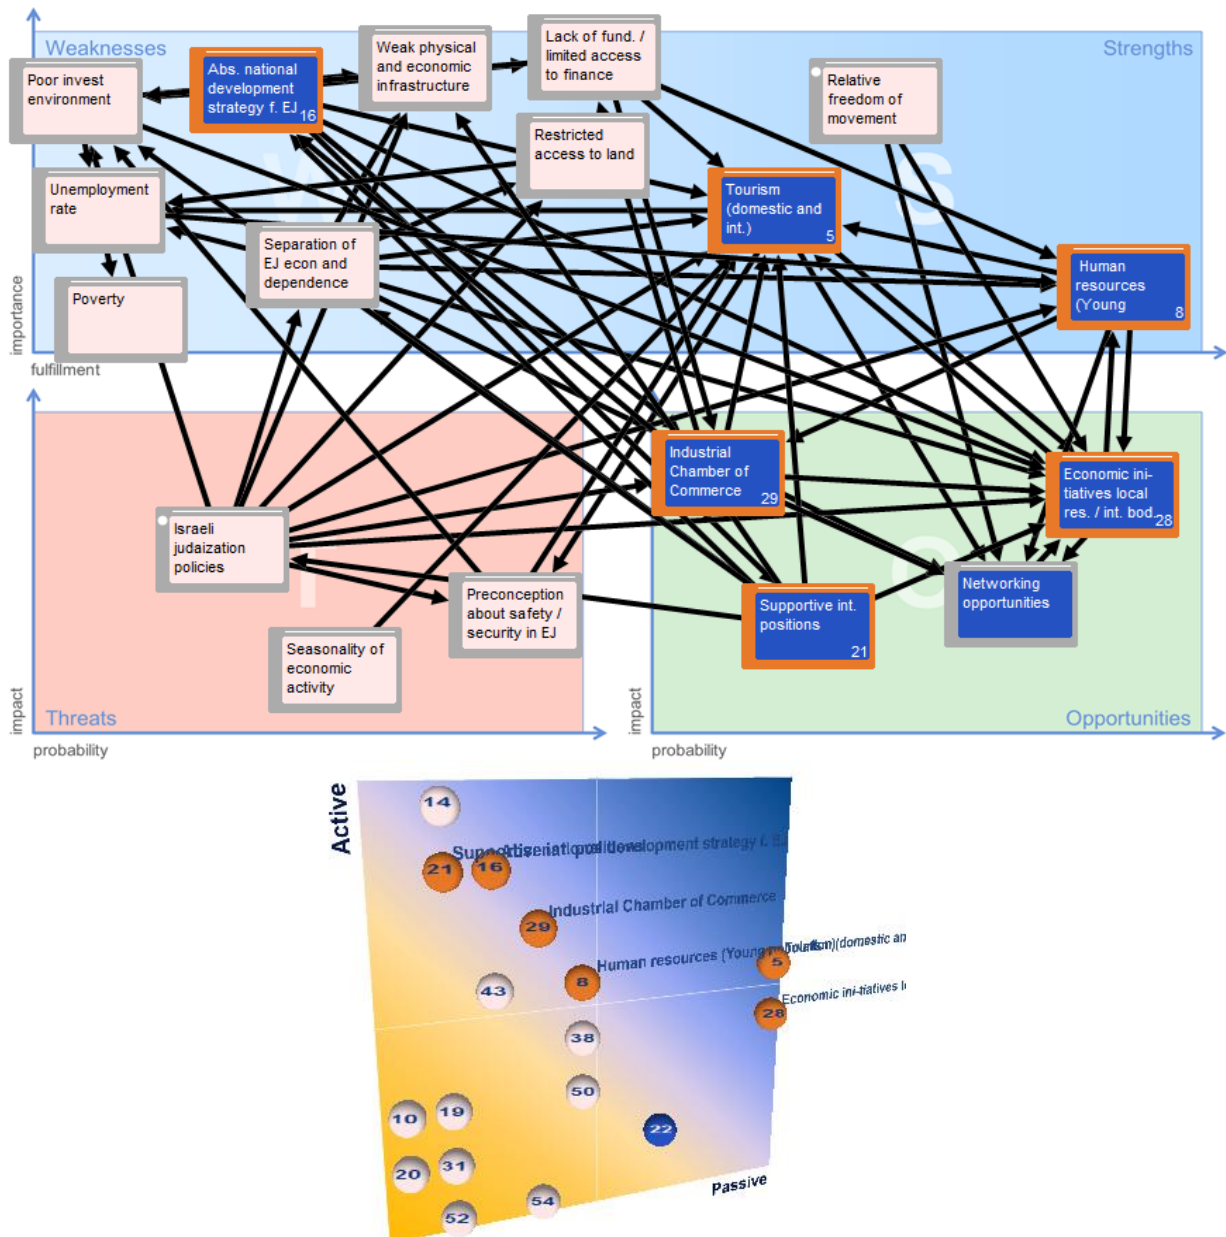 Weaknesses
Strengths
Poor invest
environment
Abs. national
development
strategy f. EJ
16
Weak physical
and economic
infrastructure
Lack of fund. /
limited access
to finance
Relative
freedom of
movement
Restricted
access to land
W
S
Unemployment
rate
Tourism
(domestic and
int.)
5
Separation of
EJ econ and
dependence
Human
resources
(Young
8
Poverty
importance
fulfillment
Industrial
Chamber of
Commerce
29
Economic ini-
tiatives local
res. / int. bod.
28
Israeli
judaization
policies
T
O
Preconception
about safety /
security in EJ
Supportive int.
positions
21
Networking
opportunities
Seasonality of
economic
activity
impact
Threats
probability
impact
Opportunities
probability
Active
14
21
16
development strategy f. EJ
29
Industrial Chamber of Commerce
8
Human resources (Young
5
(domestic an
43
28
Economic ini-tiatives
38
50
22
10
19
20
31
52
54
Passive